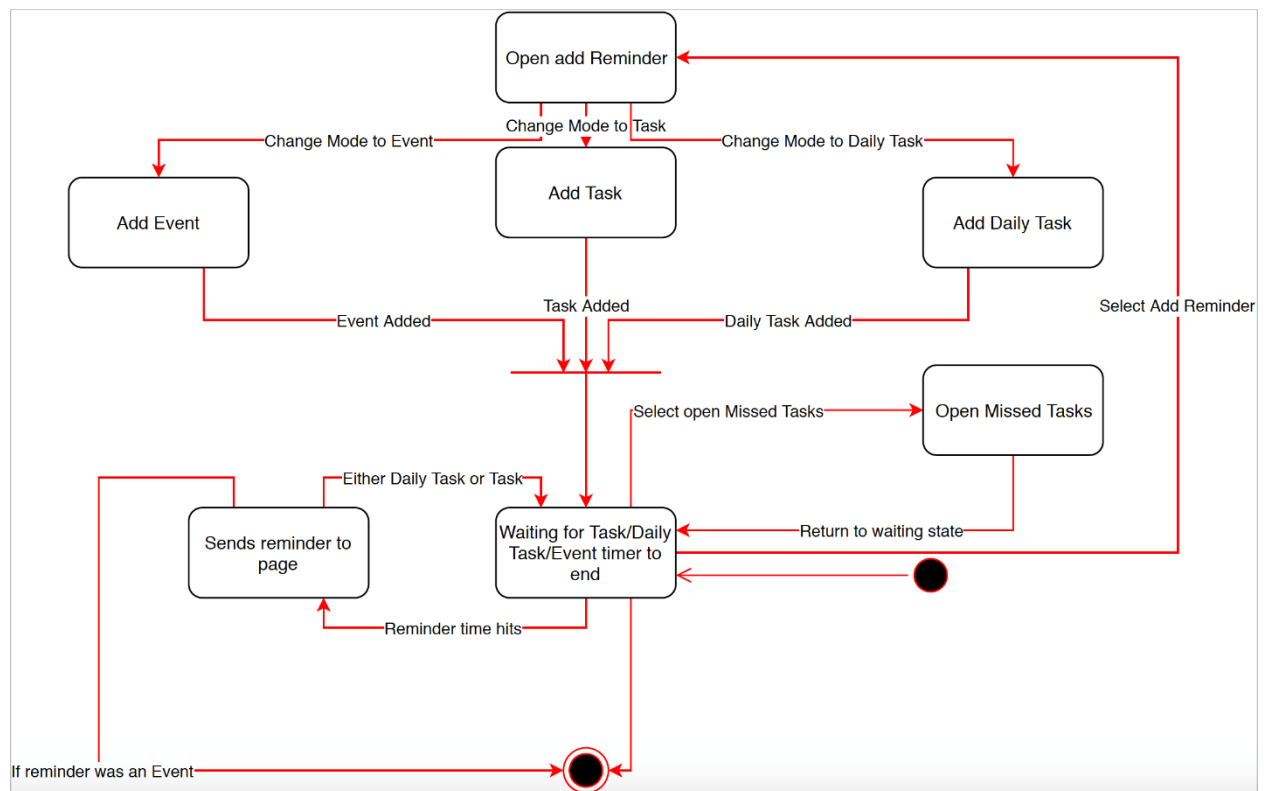 Open add Reminder
Change Mode to Event
Change Mode to Task
Change Mode to Daily Task
Add Event
Add Task
Add Daily Task
Event Added
Task Added
Daily Task Added
Select Add Reminder
Select open Missed Tasks
Open Missed Tasks
Either Daily Task or Task
Sends reminder to
page
Waiting for Task/Daily
Task/Event timer to
end
Return to waiting state
Reminder time hits
If reminder was an Event